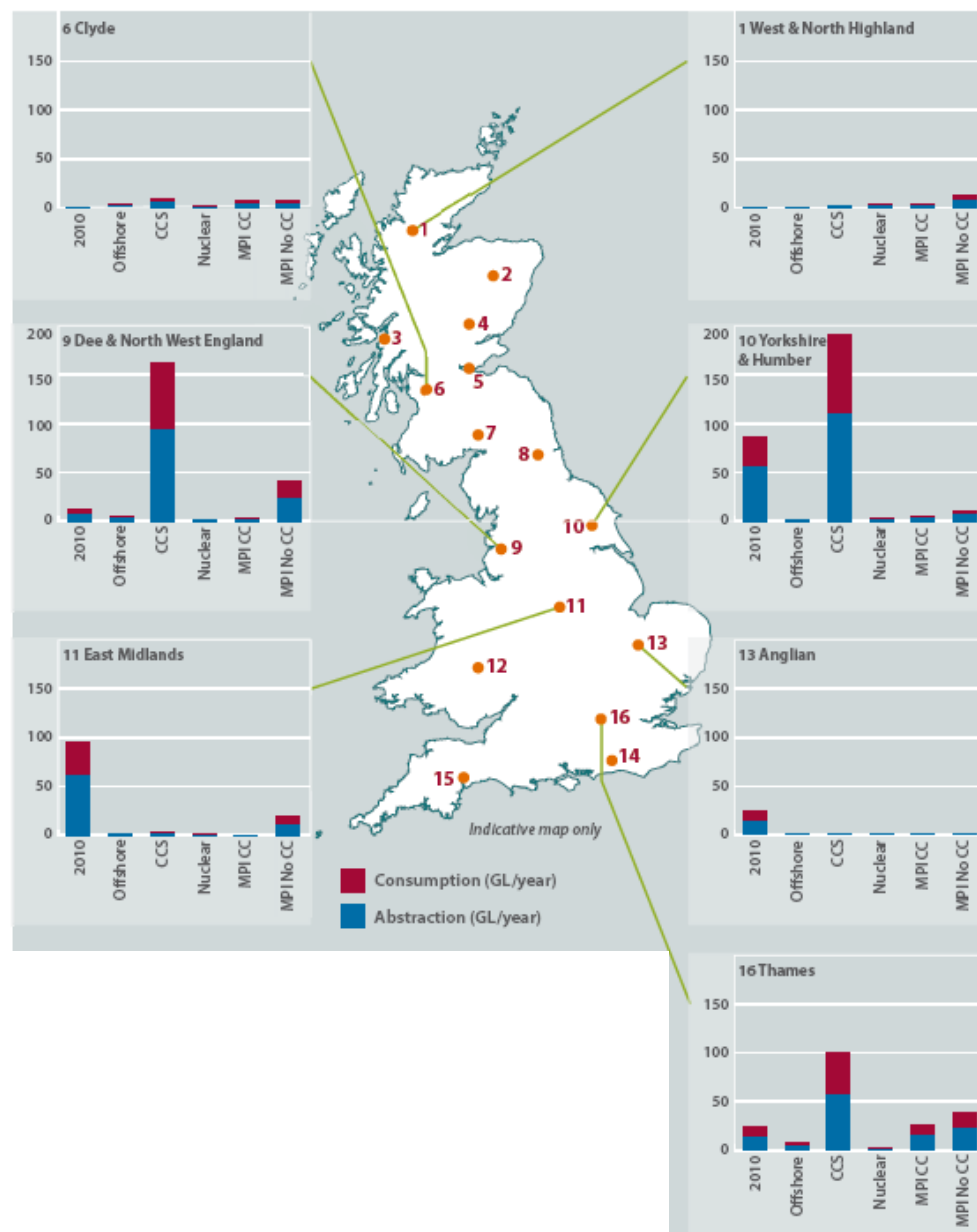 6 Clyde
150
100
50
0
2010
Offshore
CCS
Nuclear
MPI CC
MPI No CC
1 West & North Highland
150
100
50
0
2010
Offshore
CCS
Nuclear
MPI CC
MPI No CC
9 Dee & North West England
200
150
100
50
0
2010
Offshore
CCS
Nuclear
MPI CC
MPI No CC
10 Yorkshire
& Humber
200
150
100
50
0
2010
Offshore
CCS
Nuclear
MPI CC
MPI No CC
11 East Midlands
150
100
50
0
2010
Offshore
CCS
Nuclear
MPI CC
MPI No CC
13 Anglian
150
100
50
0
2010
Offshore
CCS
Nuclear
MPI CC
MPI No CC
1
2
3
4
5
6
7
8
9
10
11
12
13
16
14
15
Indicative map only
Consumption (GL/year)
Abstraction (GL/year)
16 Thames
150
100
50
0
2010
Offshore
CCS
Nuclear
MPI CC
MPI No CC